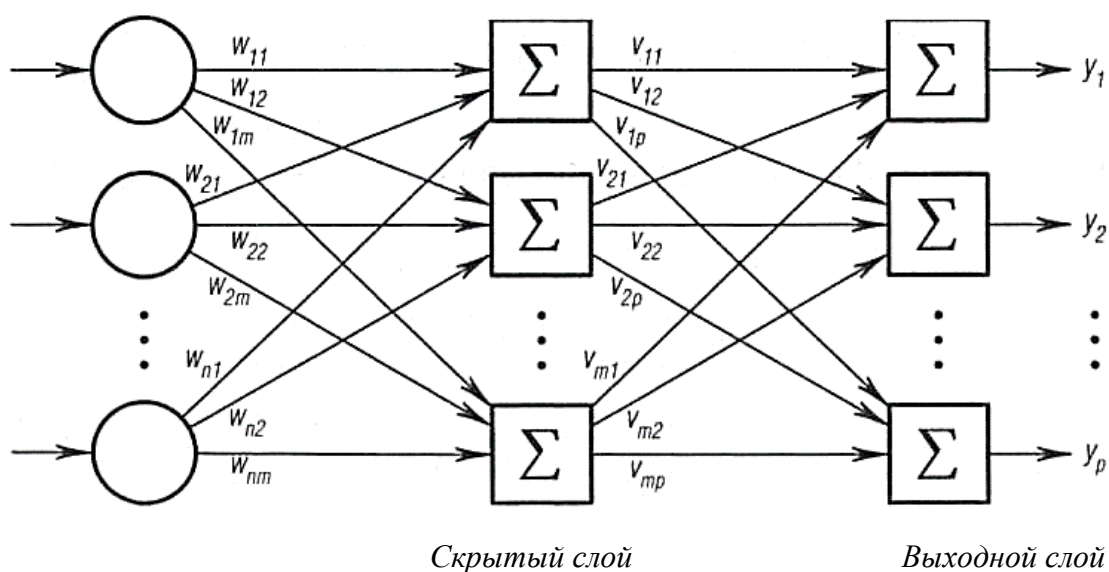 w11 Σ v11 Σ y1
w12 v12
w1m v1p
w21 v21
Σ Σ y2
w22 v22
w2m v2p
wn1 vm1
wn2 Σ vm2 Σ
wnm vmp yp
Скрытый слой Выходной слой